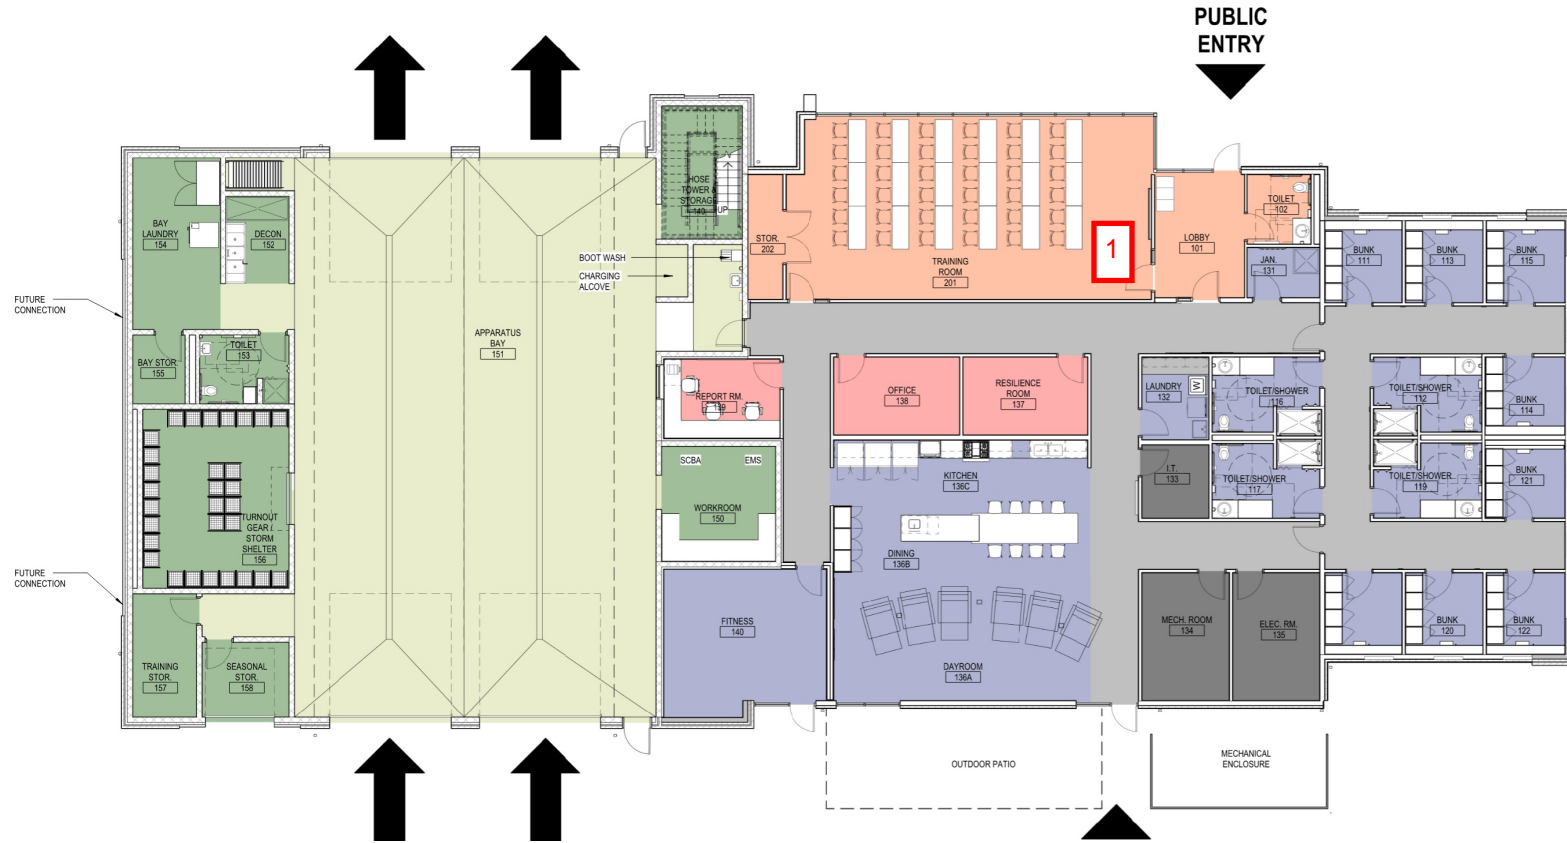 PUBLIC
ENTRY
HOSE
TOWER &
STORAGE
140
UP
BAY
LAUNDRY
154
DECON
152
STOR.
202
TRAINING
ROOM
201
1
LOBBY
101
TOILET
102
JAN.
131
BUNK
111
BUNK
113
BUNK
115
BOOT WASH
CHARGING
ALCOVE
FUTURE
CONNECTION
APPARATUS
BAY
151
BAY STOR.
155
TOILET
153
REPORT RM.
139
OFFICE
138
RESILIENCE
ROOM
137
LAUNDRY
132
W
TOILET/SHOWER
116
TOILET/SHOWER
112
BUNK
114
SCBA
EMS
WORKROOM
150
KITCHEN
136C
I.T.
133
TOILET/SHOWER
117
TOILET/SHOWER
119
BUNK
121
TURNOUT
GEAR /
STORM
SHELTER
156
DINING
136B
FUTURE
CONNECTION
FITNESS
140
MECH. ROOM
134
ELEC. RM.
135
BUNK
120
BUNK
122
TRAINING
STOR.
157
SEASONAL
STOR.
158
DAYROOM
136A
OUTDOOR PATIO
MECHANICAL
ENCLOSURE